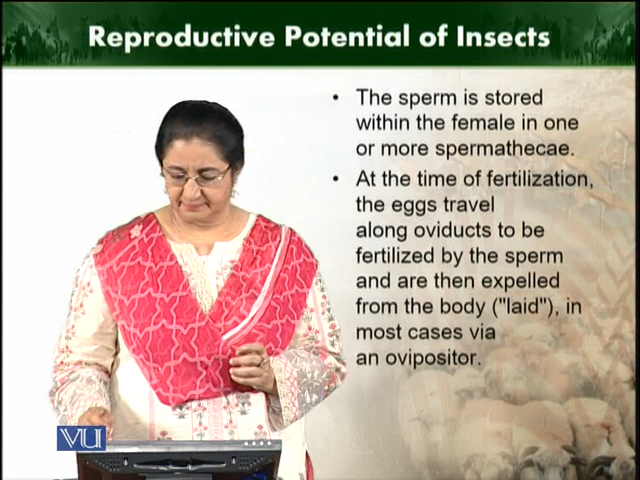 Reproductive Potential of Insects
• The sperm is stored
within the female in one
or more spermathecae.
• At the time of fertilization,
the eggs travel
along oviducts to be
fertilized by the sperm
and are then expelled
from the body ("laid"), in
most cases via
an ovipositor.
VU